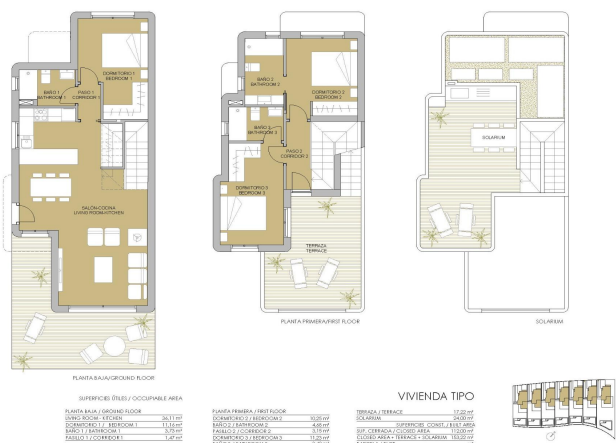 DORMITORIO 1
BEDROOM 1
BAÑO 1
BATHROOM 1
PASO 1
CORRIDOR 1
SALÓN-COCINA
LIVING ROOM-KITCHEN
PLANTA BAJA/GROUND FLOOR
BAÑO 2
BATHROOM 2
DORMITORIO 2
BEDROOM 2
BAÑO 3
BATHROOM 3
PASO 2
CORRIDOR 2
DORMITORIO 3
BEDROOM 3
TERRAZA
TERRACE
PLANTA PRIMERA/FIRST FLOOR
SOLARIUM
SOLARIUM
SUPERFICIES ÚTILES / OCCUPIABLE AREA
PLANTA BAJA / GROUND FLOOR
LIVING ROOM - KITCHEN 36,11 m²
DORMITORIO 1 / BEDROOM 1 11,16 m²
BAÑO 1 / BATHROOM 1 3,75 m²
PASILLO 1 / CORRIDOR 1 1,47 m²
PLANTA PRIMERA / FIRST FLOOR
DORMITORIO 2 / BEDROOM 2 10,25 m²
BAÑO 2 / BATHROOM 2 4,65 m²
PASILLO 2 / CORRIDOR 2 3,15 m²
DORMITORIO 3 / BEDROOM 3 11,23 m²
VIVIENDA TIPO
TERRAZA / TERRACE 17,22 m²
SOLARIUM 24,00 m²
SUPERFICIES CONST./ BUILT AREA
SUP. CERRADA / CLOSED AREA 112,00 m²
CLOSED AREA + TERRACE + SOLARIUM 153,22 m²